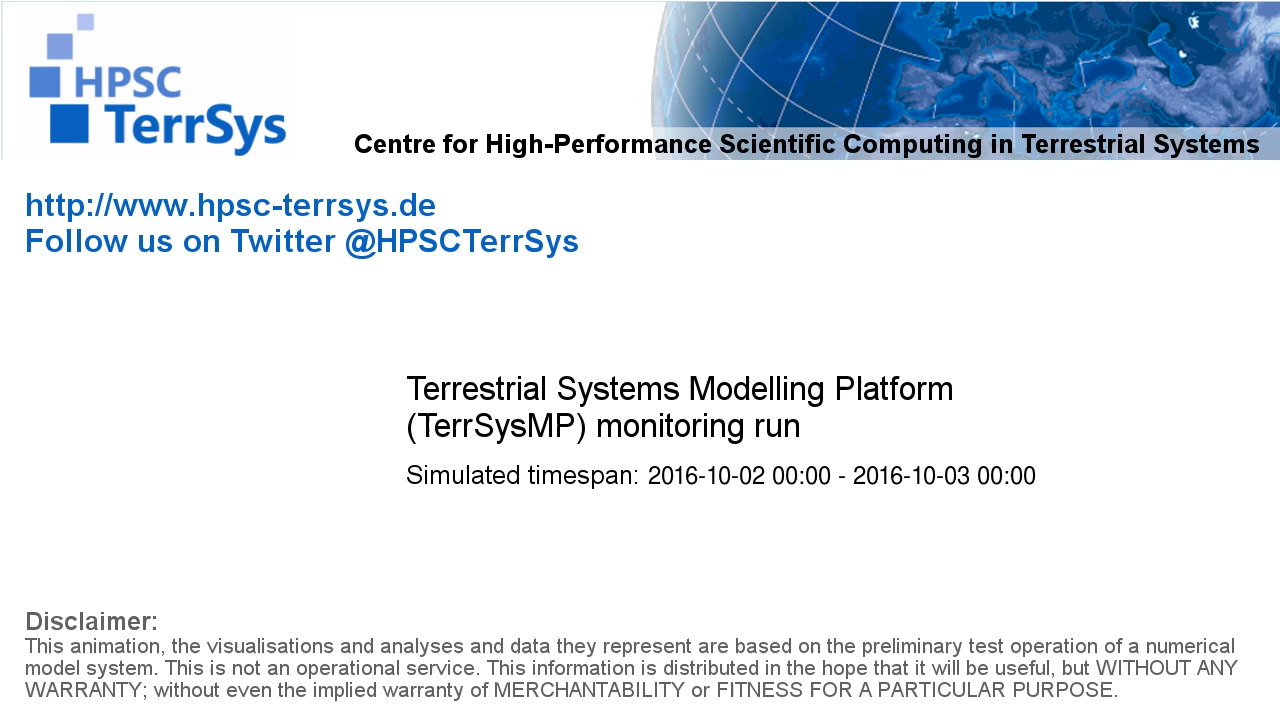 HPSC
TerrSys
Centre for High-Performance Scientific Computing in Terrestrial Systems
http://www.hpsc-terrsys.de
Follow us on Twitter @HPSCTerrSys
Terrestrial Systems Modelling Platform
(TerrSysMP) monitoring run
Simulated timespan: 2016-10-02 00:00 - 2016-10-03 00:00
Disclaimer:
This animation, the visualisations and analyses and data they represent are based on the preliminary test operation of a numerical
model system. This is not an operational service. This information is distributed in the hope that it will be useful, but WITHOUT ANY
WARRANTY; without even the implied warranty of MERCHANTABILITY or FITNESS FOR A PARTICULAR PURPOSE.